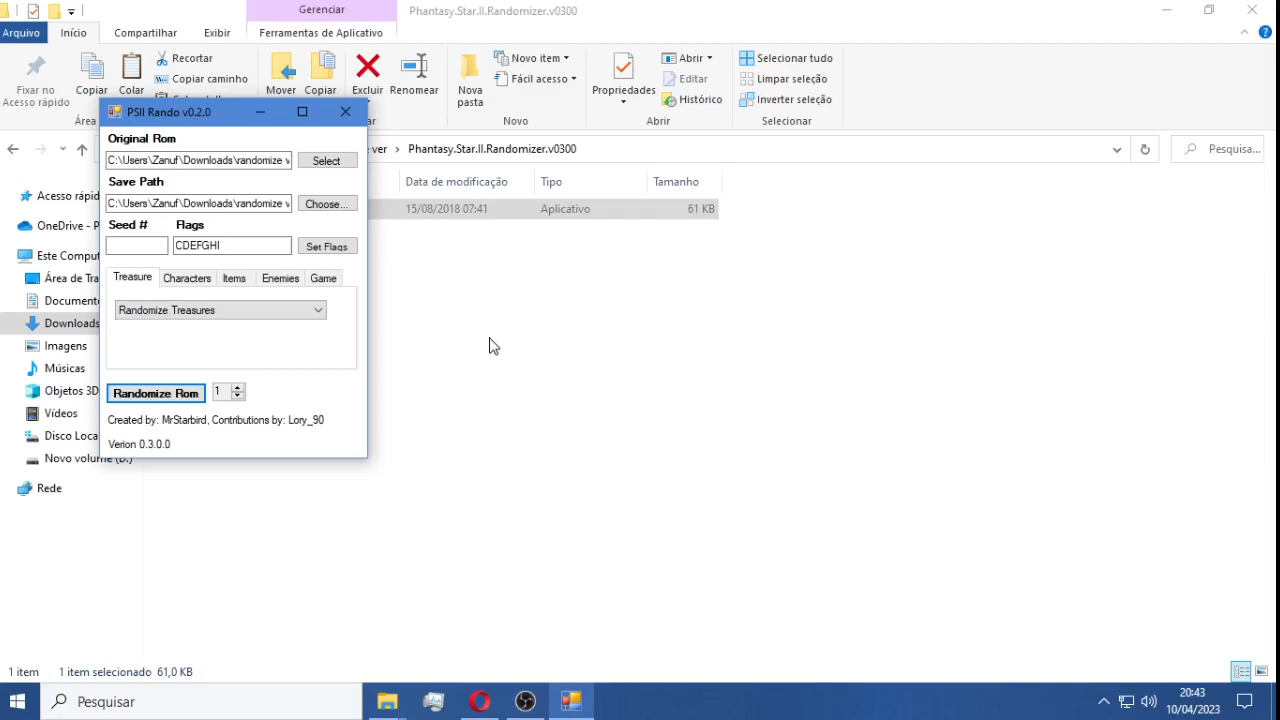 Gerenciar
Phantasy.Star.II.Randomizer.v0300
Arquivo
Início
Compartilhar
Exibir
Ferramentas de Aplicativo
Fixar no
Acesso rápido
Copiar
Colar
Recortar
Copiar caminho
Mover
Copiar
Excluir
Renomear
Nova
pasta
Novo item
Fácil acesso
Propriedades
Abrir
Editar
Histórico
Selecionar tudo
Limpar seleção
Inverter seleção
Novo
Abrir
Selecionar
ver
Phantasy.Star.II.Randomizer.v0300
Pesquisa...
Data de modificação
Tipo
Tamanho
15/08/2018 07:41
Aplicativo
61 KB
PSII Rando v0.2.0
Original Rom
C:\Users\Zanuf\Downloads\randomize
Select
Save Path
C:\Users\Zanuf\Downloads\randomize
Choose...
Seed #
Flags
CDEFGHI
Set Flags
Treasure
Characters
Items
Enemies
Game
Randomize Treasures
Randomize Rom
1
Created by: MrStarbird, Contributions by: Lory_90
Verion 0.3.0.0
Acesso rápid
OneDrive - P
Este Comput
Área de Tra
Documento
Downloads
Imagens
Músicas
Objetos 3D
Vídeos
Disco Loca
Novo volume (D:)
Rede
1 item
1 item selecionado
61,0 KB
Pesquisar
20:43
10/04/2023